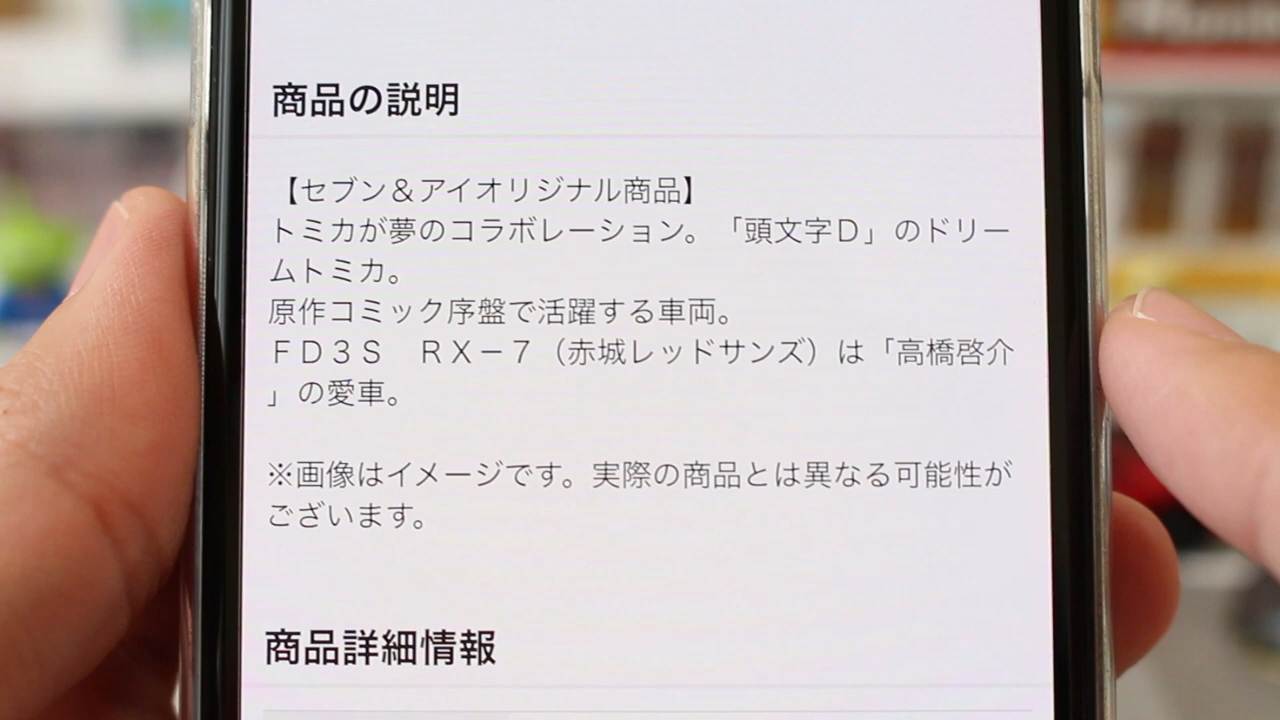 商品の説明
【セブン＆アイオリジナル商品】
トミカが夢のコラボレーション。「頭文字Ｄ」のドリー
ムトミカ。
原作コミック序盤で活躍する車両。
ＦＤ３Ｓ　ＲＸ－７（赤城レッドサンズ）は「高橋啓介
」の愛車。
※画像はイメージです。実際の商品とは異なる可能性が
ございます。
商品詳細情報